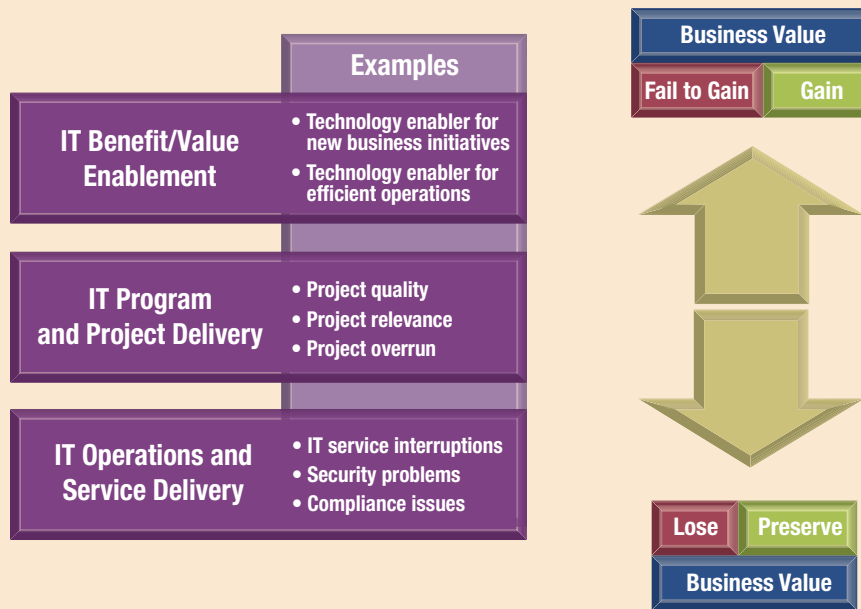 Examples
IT Benefit/Value
Enablement
• Technology enabler for
new business initiatives
• Technology enabler for
efficient operations
IT Program
and Project Delivery
• Project quality
• Project relevance
• Project overrun
IT Operations and
Service Delivery
• IT service interruptions
• Security problems
• Compliance issues
Business Value
Fail to Gain
Gain
Lose
Preserve
Business Value